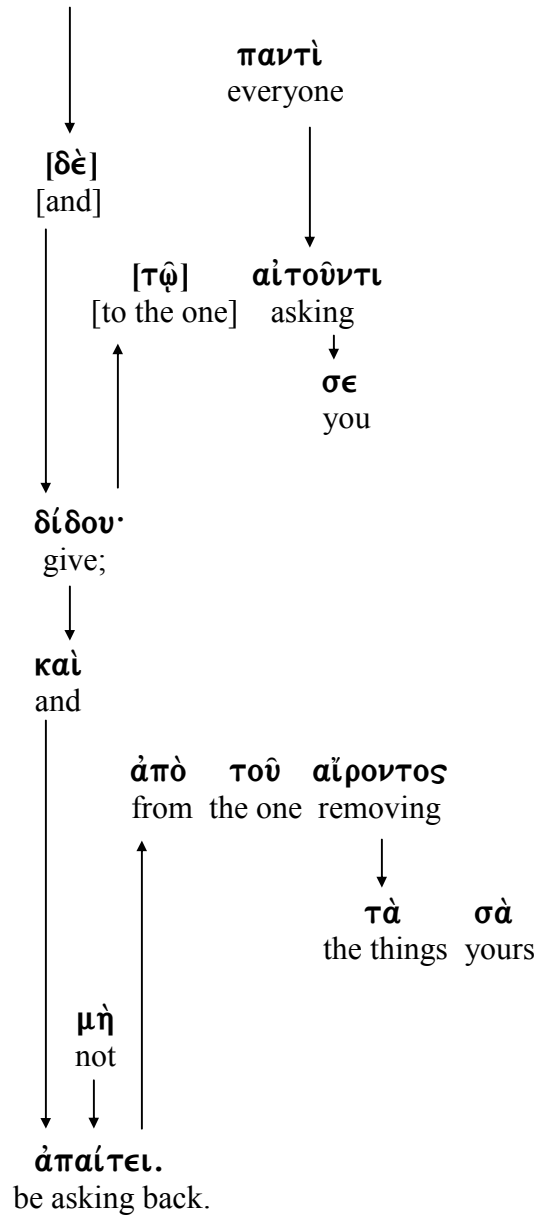 παντὶ
everyone
[δὲ]
[and]
[τῷ] αἰτοῦντι
[to the one] asking
σε
you
δίδου·
give;
καὶ
and
ἀπὸ τοῦ αἴροντος
from the one removing
τὰ σὰ
the things yours
μὴ
not
ἀπαίτει.
be asking back.